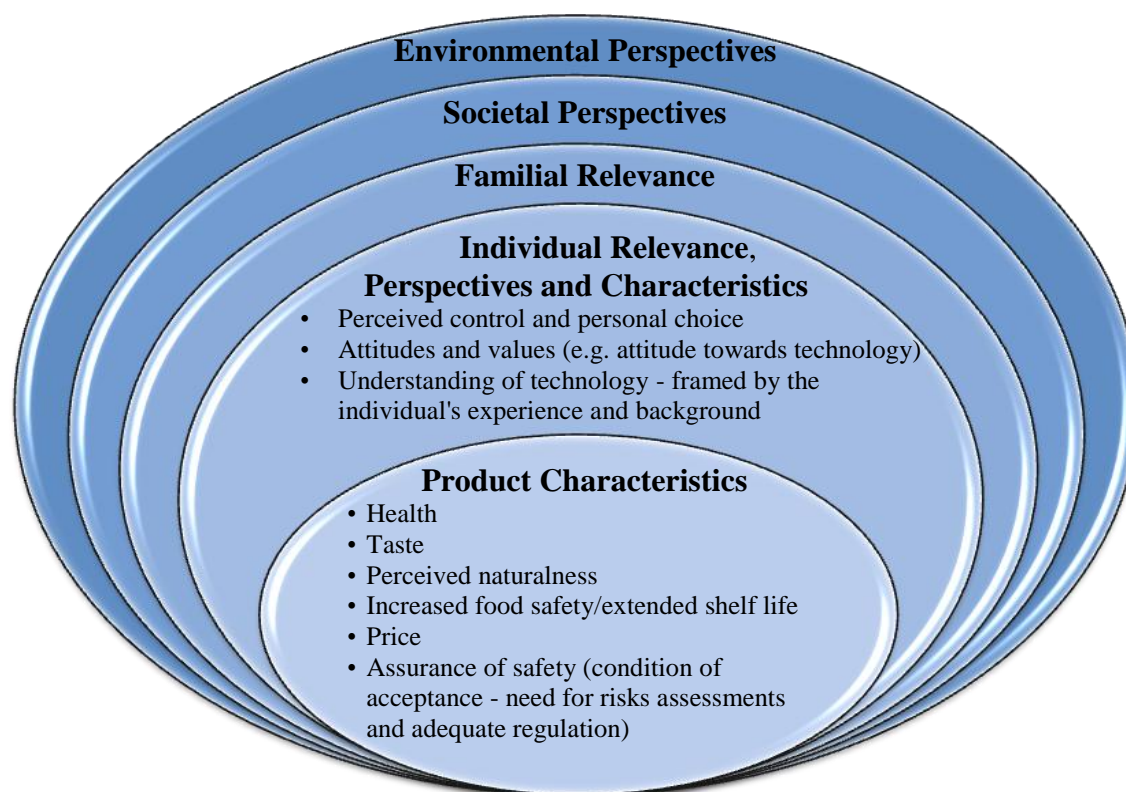 Environmental Perspectives
Societal Perspectives
Familial Relevance
Individual Relevance,
Perspectives and Characteristics
• Perceived control and personal choice
• Attitudes and values (e.g. attitude towards technology)
• Understanding of technology - framed by the
individual's experience and background
Product Characteristics
• Health
• Taste
• Perceived naturalness
• Increased food safety/extended shelf life
• Price
• Assurance of safety (condition of
acceptance - need for risks assessments
and adequate regulation)